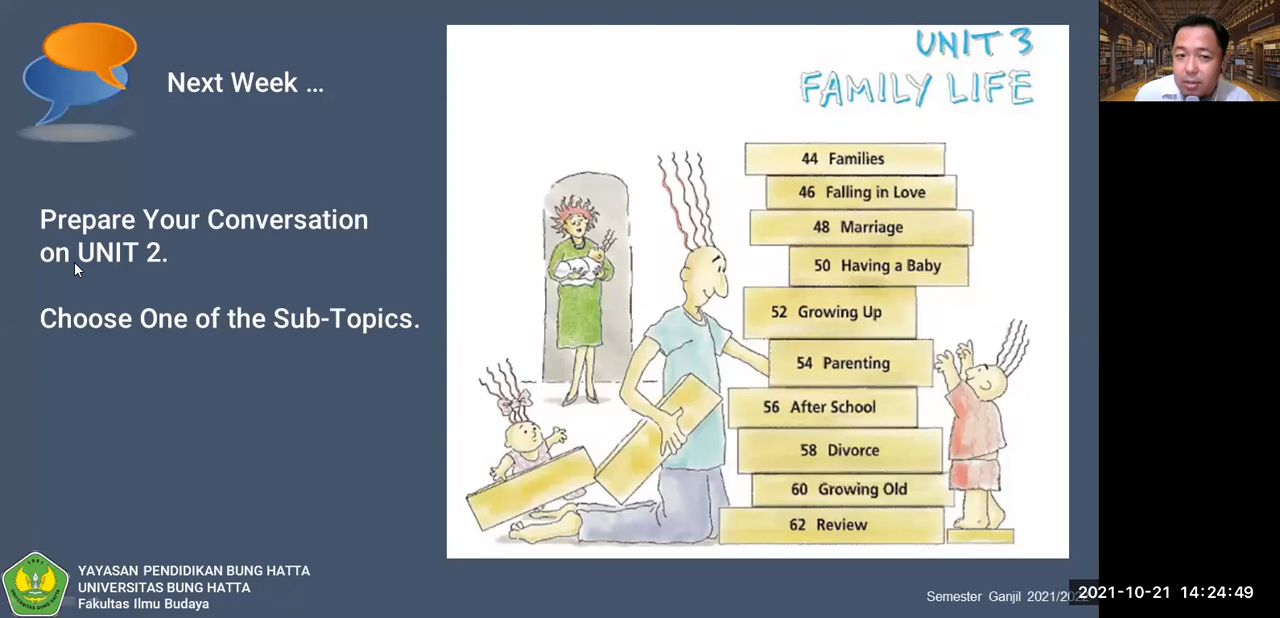 Next Week ...
Prepare Your Conversation
on UNIT 2.
Choose One of the Sub-Topics.
UNIT 3
FAMILY LIFE
44 Families
46 Falling in Love
48 Marriage
50 Having a Baby
52 Growing Up
54 Parenting
56 After School
58 Divorce
60 Growing Old
62 Review
YAYASAN PENDIDIKAN BUNG HATTA
UNIVERSITAS BUNG HATTA
Fakultas Ilmu Budaya
Semester Ganjil 2021/2022
2021-10-21 14:24:49